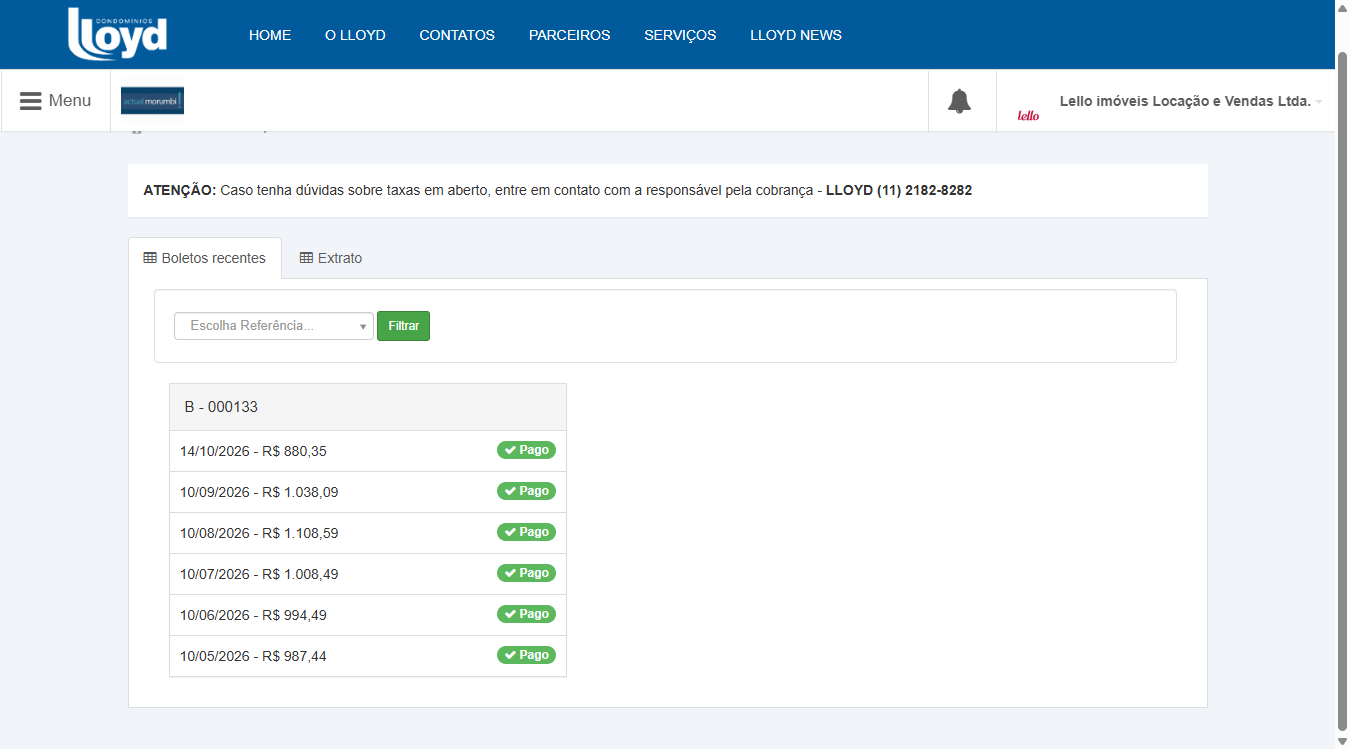 CONDOMÍNIOS
Lloyd
HOME O LLOYD CONTATOS PARCEIROS SERVIÇOS LLOYD NEWS
Menu
actual morumbi
lello
Lello imóveis Locação e Vendas Ltda.
ATENÇÃO: Caso tenha dúvidas sobre taxas em aberto, entre em contato com a responsável pela cobrança - LLOYD (11) 2182-8282
Boletos recentes Extrato
Escolha Referência... Filtrar
B - 000133
14/10/2026 - R$ 880,35 Pago
10/09/2026 - R$ 1.038,09 Pago
10/08/2026 - R$ 1.108,59 Pago
10/07/2026 - R$ 1.008,49 Pago
10/06/2026 - R$ 994,49 Pago
10/05/2026 - R$ 987,44 Pago